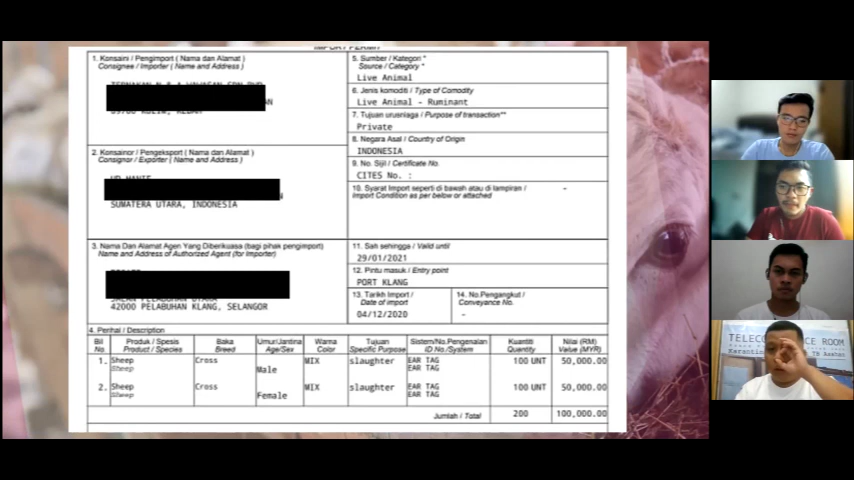 IMPORT PERMIT
1. Konsaini / Pengimport ( Nama dan Alamat )
Consignee / Importer ( Name and Address )
2. Konsainor / Pengeksport ( Nama dan Alamat )
Consignor / Exporter ( Name and Address )
SUMATERA UTARA, INDONESIA
3. Nama Dan Alamat Agen Yang Diberikuasa (bagi pihak pengimport)
Name and Address of Authorized Agent (for Importer)
42000 PELABUHAN KLANG, SELANGOR
5. Sumber / Kategori *
Source / Category *
Live Animal
6. Jenis komoditi / Type of Comodity
Live Animal - Ruminant
7. Tujuan urusniaga / Purpose of transaction**
Private
8. Negara Asal / Country of Origin
INDONESIA
9. No. Sijil / Certificate No.
CITES No. :
10. Syarat Import seperti di bawah atau di lampiran / -
Import Condition as per below or attached
11. Sah sehingga / Valid until
29/01/2021
12. Pintu masuk / Entry point
PORT KLANG
13. Tarikh Import /
Date of import
04/12/2020
14. No.Pengangkut /
Conveyance No.
-
4. Perihal / Description
Bil No. Produk / Spesis Product / Species Baka Breed Umur/Jantina Age/Sex Warna Color Tujuan Specific Purpose Sistem/No.Pengenalan ID No./System Kuantiti Quantity Nilai (RM) Value (MYR)
1. Sheep Cross MIX slaughter EAR TAG 100 UNT 50,000.00
Sheep Male EAR TAG
2. Sheep Cross MIX slaughter EAR TAG 100 UNT 50,000.00
Sheep Female EAR TAG
Jumlah / Total 200 100,000.00